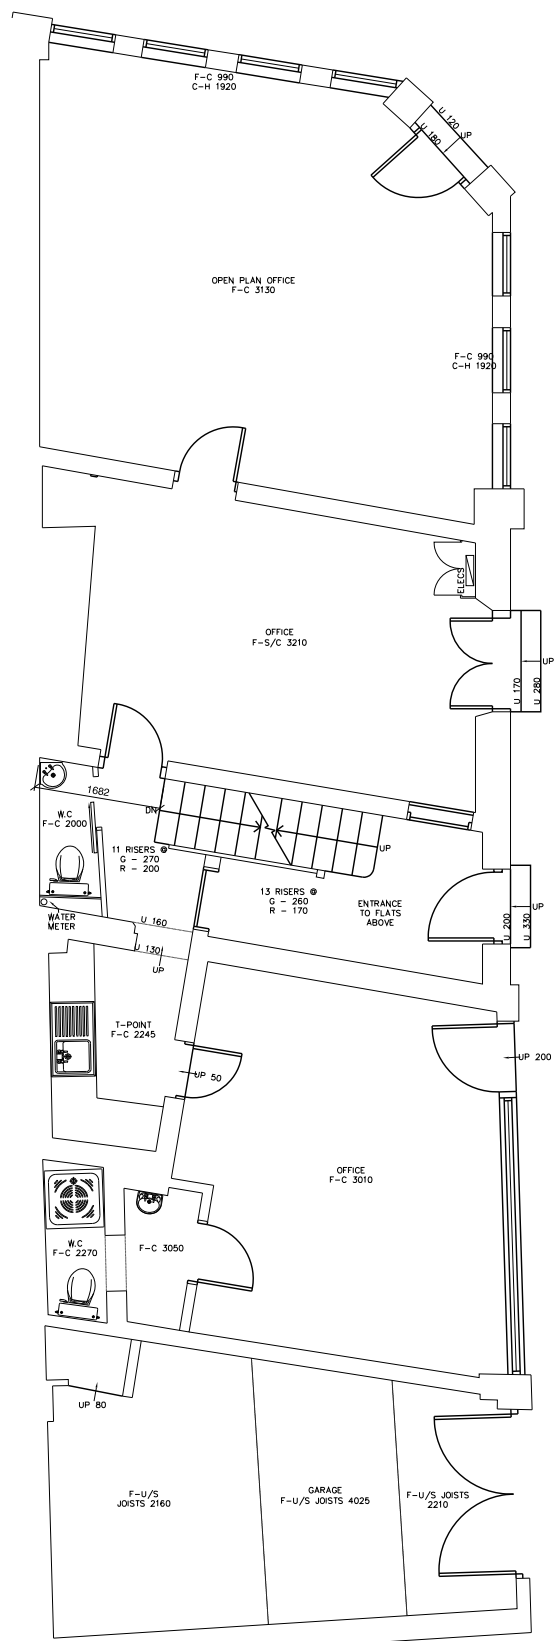 F-C 990
C-H 1920
U 120
UP
U 180
OPEN PLAN OFFICE
F-C 3130
F-C 990
C-H 1920
ELECS
OFFICE
F-S/C 3210
UP
U 170
U 280
1682
DN
W.C
F-C 2000
11 RISERS @
G - 270
R - 200
UP
13 RISERS @
G - 260
R - 170
ENTRANCE
TO FLATS
ABOVE
UP
U 200
U 330
WATER
METER
U 160
U 130
UP
T-POINT
F-C 2245
UP 50
UP 200
OFFICE
F-C 3010
W.C
F-C 2270
F-C 3050
UP 80
F-U/S
JOISTS 2160
GARAGE
F-U/S JOISTS 4025
F-U/S JOISTS
2210